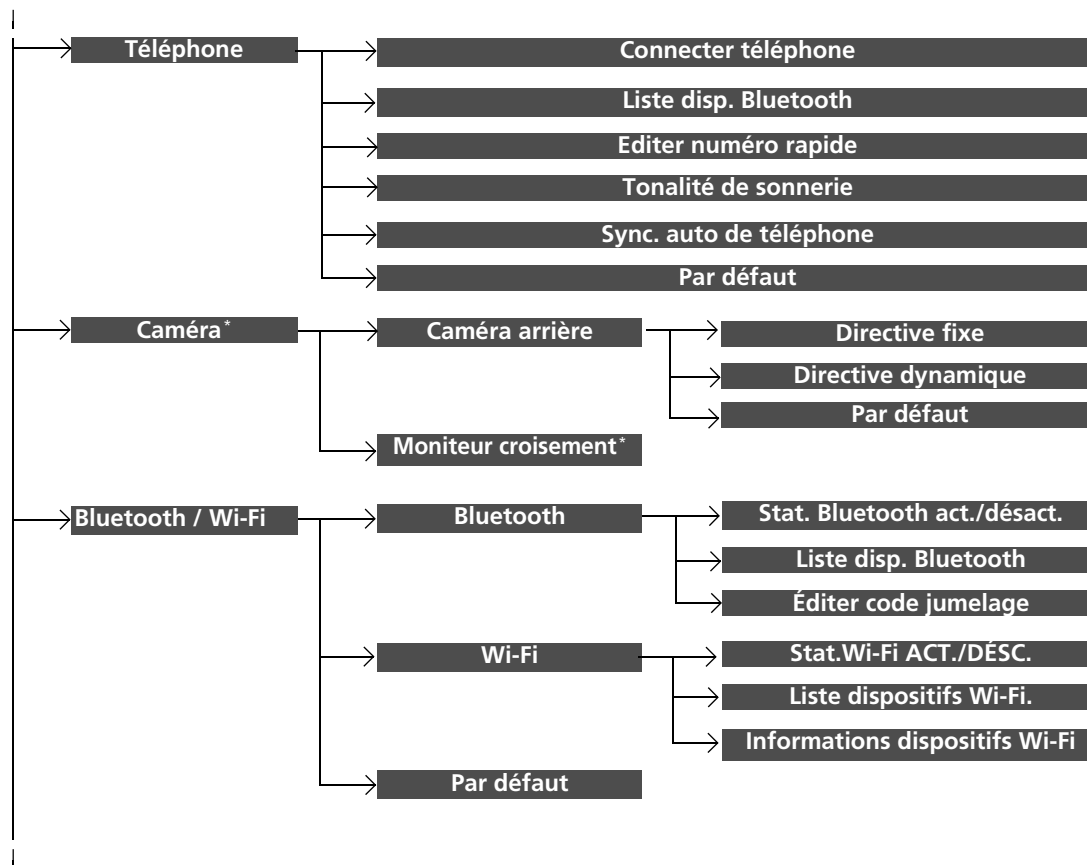 Téléphone
Connecter téléphone
Liste disp. Bluetooth
Editer numéro rapide
Tonalité de sonnerie
Sync. auto de téléphone
Par défaut
Caméra*
Caméra arrière
Directive fixe
Directive dynamique
Par défaut
Moniteur croisement*
Bluetooth / Wi-Fi
Bluetooth
Stat. Bluetooth act./désact.
Liste disp. Bluetooth
Éditer code jumelage
Wi-Fi
Stat.Wi-Fi ACT./DÉSC.
Liste dispositifs Wi-Fi.
Informations dispositifs Wi-Fi
Par défaut